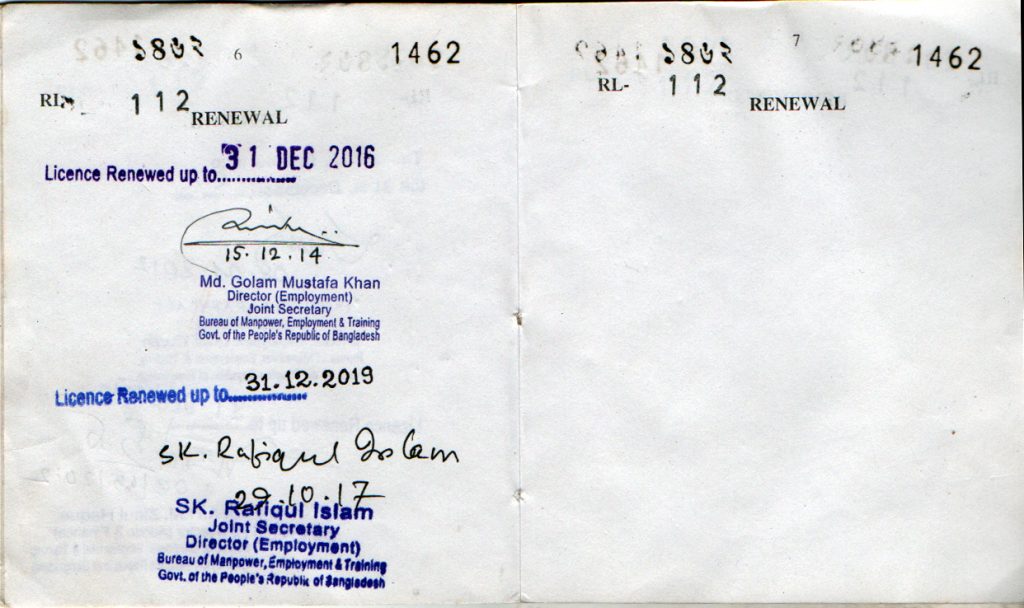 ১৪৬২ 6 1462
RL- 112
RENEWAL
Licence Renewed up to 31 DEC 2016
15.12.14
Md. Golam Mustafa Khan
Director (Employment)
Joint Secretary
Bureau of Manpower, Employment & Training
Govt. of the People's Republic of Bangladesh
Licence Renewed up to 31.12.2019
SK. Rafiqul Islam
29.10.17
SK. Rafiqul Islam
Joint Secretary
Director (Employment)
Bureau of Manpower, Employment & Training
Govt. of the People's Republic of Bangladesh
১৪৬২ 7 1462
RL- 112
RENEWAL